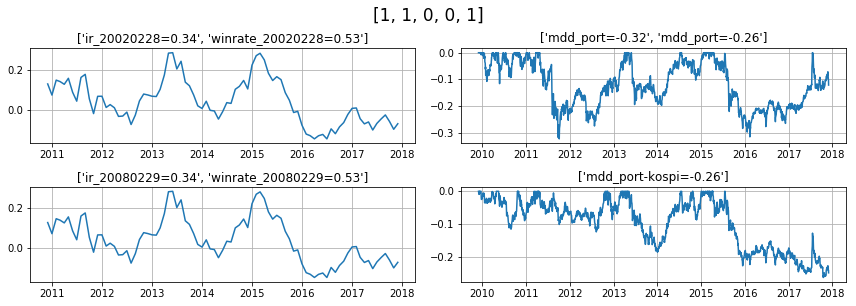 [1, 1, 0, 0, 1]
['ir_20020228=0.34', 'winrate_20020228=0.53']
0.2
0.0
2011 2012 2013 2014 2015 2016 2017 2018
['mdd_port=-0.32', 'mdd_port=-0.26']
0.0
−0.1
−0.2
−0.3
2010 2011 2012 2013 2014 2015 2016 2017 2018
['ir_20080229=0.34', 'winrate_20080229=0.53']
0.2
0.0
2011 2012 2013 2014 2015 2016 2017 2018
['mdd_port-kospi=-0.26']
0.0
−0.1
−0.2
2010 2011 2012 2013 2014 2015 2016 2017 2018